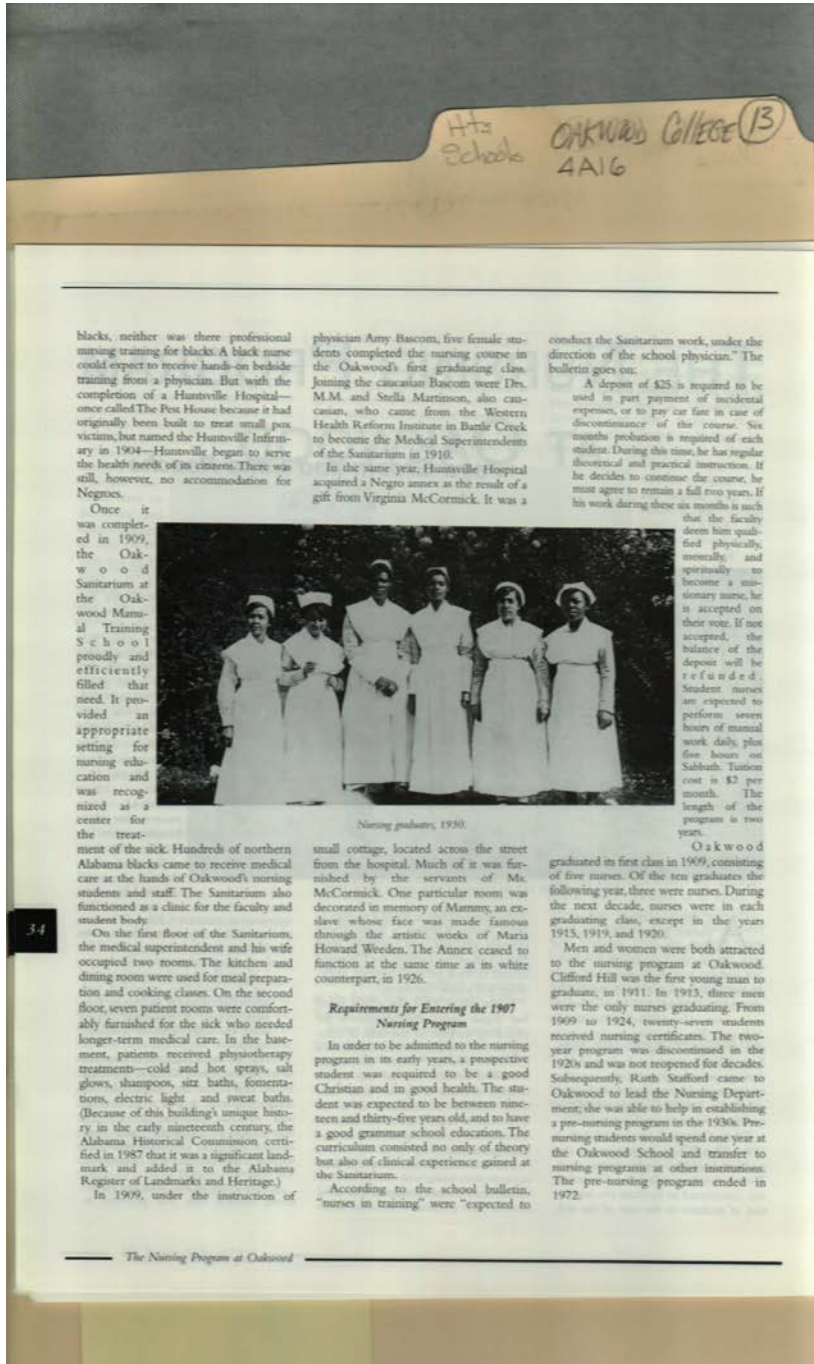 Hts
Schools
OAKWOOD COllEGE 13
4A16
blacks, neither was there professional
nursing training for blacks. A black nurse
could expect to receive hands-on bedside
training from a physician. But with the
completion of a Huntsville Hospital—
once called The Pest House because it had
originally been built to treat small pox
victims, but named the Huntsville Infirm-
ary in 1904—Huntsville began to serve
the health needs of its citizens. There was
still, however, no accommodation for
Negroes.
Once it
was complet-
ed in 1909,
the Oak-
wood
Sanitarium at
the Oak-
wood Manu-
al Training
School
proudly and
efficiently
filled that
need. It pro-
vided an
appropriate
setting for
nursing edu-
cation and
was recog-
nized as a
center for
the treat-
ment of the sick. Hundreds of northern
Alabama blacks came to receive medical
care at the hands of Oakwood's nursing
students and staff. The Sanitarium also
functioned as a clinic for the faculty and
student body.
On the first floor of the Sanitarium,
the medical superintendent and his wife
occupied two rooms. The kitchen and
dining room were used for meal prepara-
tion and cooking classes. On the second
floor, seven patient rooms were comfort-
ably furnished for the sick who needed
longer-term medical care. In the base-
ment, patients received physiotherapy
treatments—cold and hot sprays, salt
glows, shampoos, sitz baths, fomenta-
tions, electric light and sweat baths.
(Because of this building's unique histo-
ry in the early nineteenth century, the
Alabama Historical Commission certi-
fied in 1987 that it was a significant land-
mark and added it to the Alabama
Register of Landmarks and Heritage.)
In 1909, under the instruction of
physician Amy Bascom, five female stu-
dents completed the nursing course in
the Oakwood's first graduating class.
Joining the caucasian Bascom were Drs.
M.M. and Stella Martinson, also cau-
casian, who came from the Western
Health Reform Institute in Battle Creek
to become the Medical Superintendents
of the Sanitarium in 1910.
In the same year, Huntsville Hospital
acquired a Negro annex as the result of a
gift from Virginia McCormick. It was a
Nursing graduates, 1930.
small cottage, located across the street
from the hospital. Much of it was fur-
nished by the servants of Ms.
McCormick. One particular room was
decorated in memory of Mammy, an ex-
slave whose face was made famous
through the artistic works of Maria
Howard Weeden. The Annex ceased to
function at the same time as its white
counterpart, in 1926.
Requirements for Entering the 1907
Nursing Program
In order to be admitted to the nursing
program in its early years, a prospective
student was required to be a good
Christian and in good health. The stu-
dent was expected to be between nine-
teen and thirty-five years old, and to have
a good grammar school education. The
curriculum consisted no only of theory
but also of clinical experience gained at
the Sanitarium.
According to the school bulletin,
"nurses in training" were "expected to
conduct the Sanitarium work, under the
direction of the school physician." The
bulletin goes on:
A deposit of $25 is required to be
used in part payment of incidental
expenses, or to pay car fare in case of
discontinuance of the course. Six
months probation is required of each
student. During this time, he has regular
theoretical and practical instruction. If
he decides to continue the course, he
must agree to remain a full two years. If
his work during these six months is such
that the faculty
deem him quali-
fied physically,
mentally, and
spiritually to
become a mis-
sionary nurse, he
is accepted on
their vote. If not
accepted, the
balance of the
deposit will be
refunded.
Student nurses
are expected to
perform seven
hours of manual
work daily, plus
five hours on
Sabbath. Tuition
cost is $2 per
month. The
length of the
program is two
years.
Oakwood
graduated its first class in 1909, consisting
of five nurses. Of the ten graduates the
following year, three were nurses. During
the next decade, nurses were in each
graduating class, except in the years
1915, 1919, and 1920.
Men and women were both attracted
to the nursing program at Oakwood.
Clifford Hill was the first young man to
graduate, in 1911. In 1913, three men
were the only nurses graduating. From
1909 to 1924, twenty-seven students
received nursing certificates. The two-
year program was discontinued in the
1920s and was not reopened for decades.
Subsequently, Ruth Stafford came to
Oakwood to lead the Nursing Depart-
ment; she was able to help in establishing
a pre-nursing program in the 1930s. Pre-
nursing students would spend one year at
the Oakwood School and transfer to
nursing programs at other institutions.
The pre-nursing program ended in
1972.
34
The Nursing Program at Oakwood